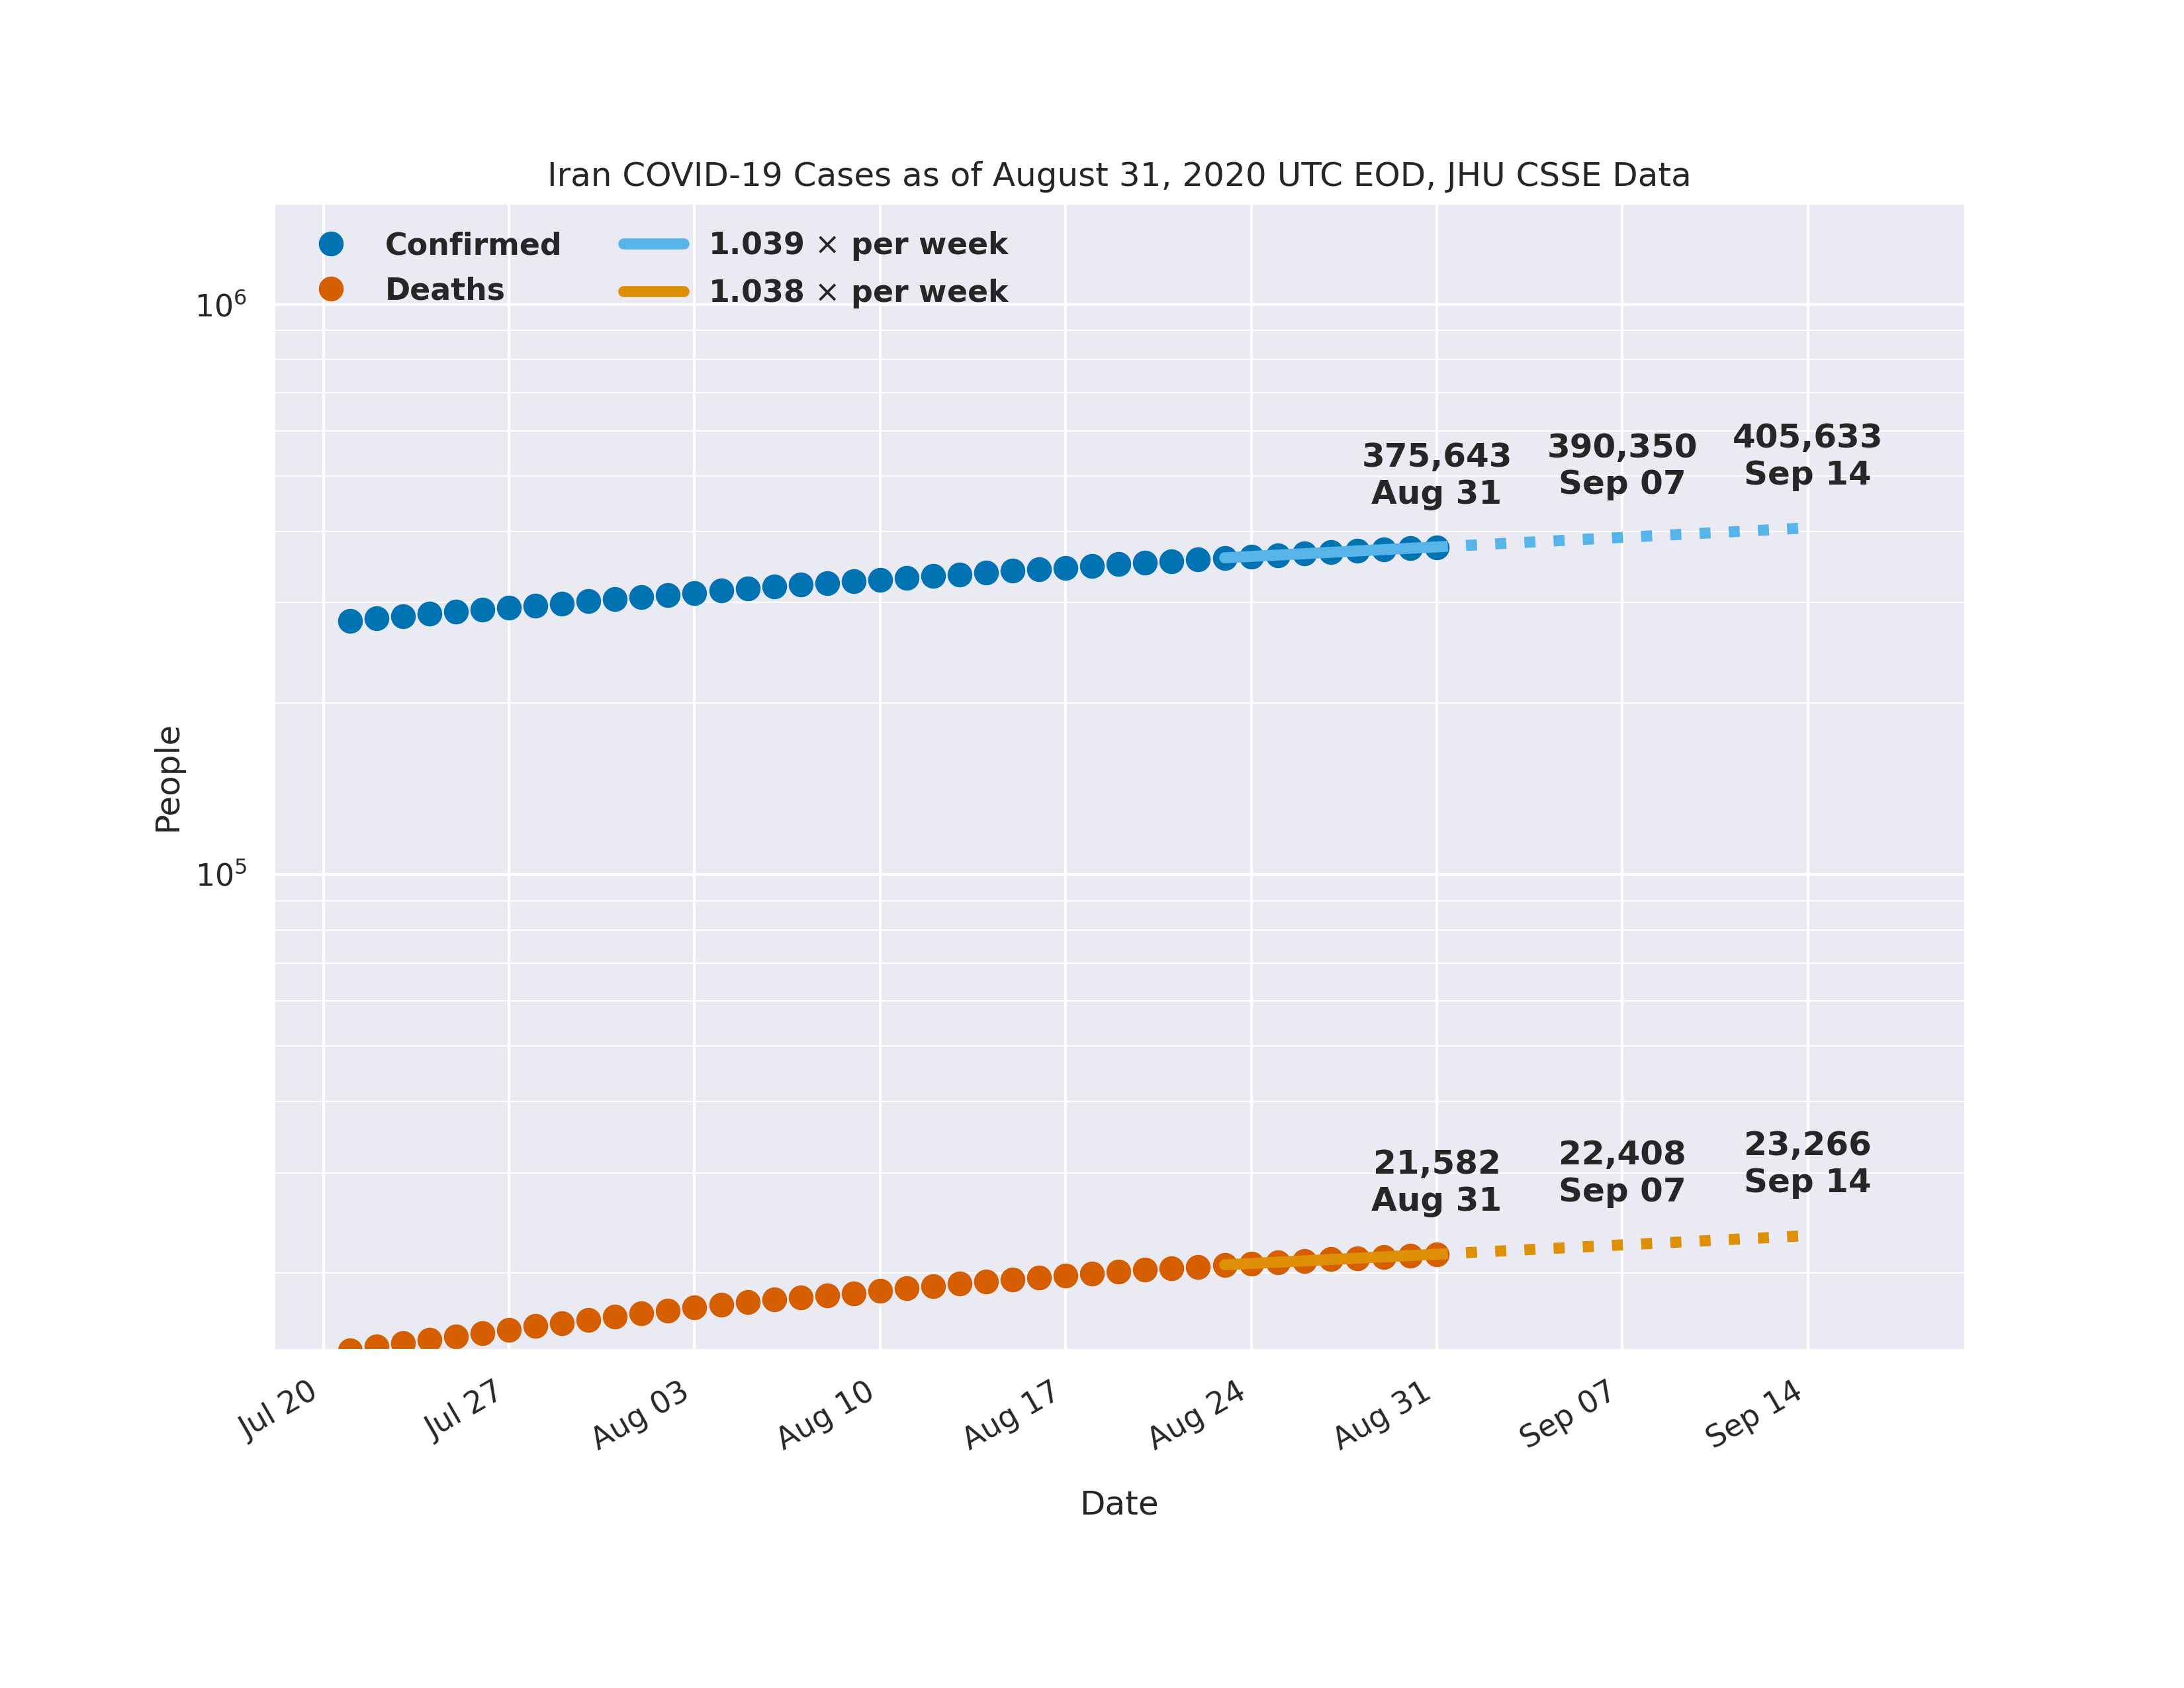 Iran COVID-19 Cases as of August 31, 2020 UTC EOD, JHU CSSE Data
Confirmed
Deaths
1.039 × per week
1.038 × per week
10⁶
10⁵
People
375,643
Aug 31
390,350
Sep 07
405,633
Sep 14
21,582
Aug 31
22,408
Sep 07
23,266
Sep 14
Jul 20
Jul 27
Aug 03
Aug 10
Aug 17
Aug 24
Aug 31
Sep 07
Sep 14
Date